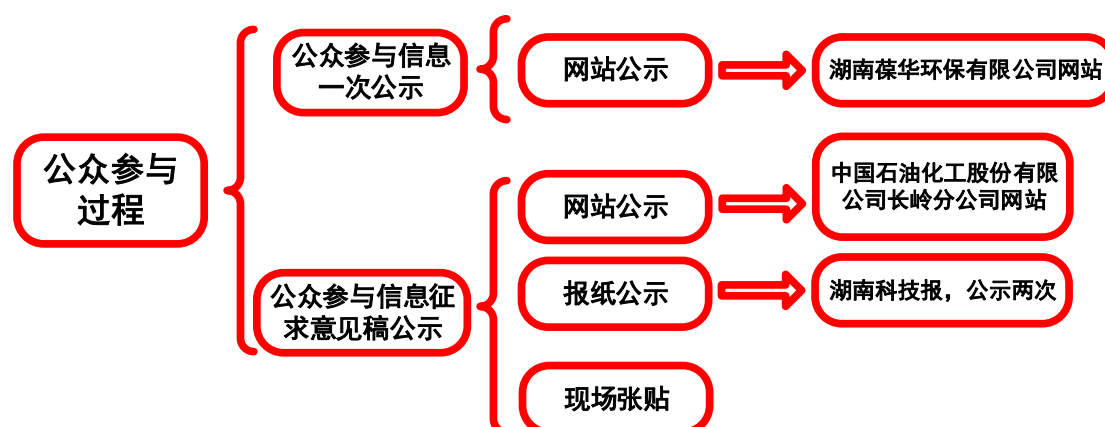 公众参与
过程
公众参与信息
一次公示
网站公示
湖南葆华环保有限公司网站
公众参与信息征
求意见稿公示
网站公示
中国石油化工股份有限
公司长岭分公司网站
报纸公示
湖南科技报，公示两次
现场张贴